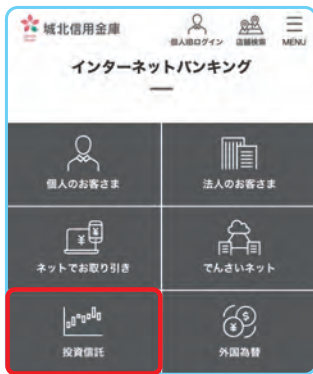 城北信用金庫
個人IBログイン 店舗検索 MENU
インターネットバンキング
個人のお客さま 法人のお客さま
ネットでお取り引き でんさいネット
投資信託 外国為替